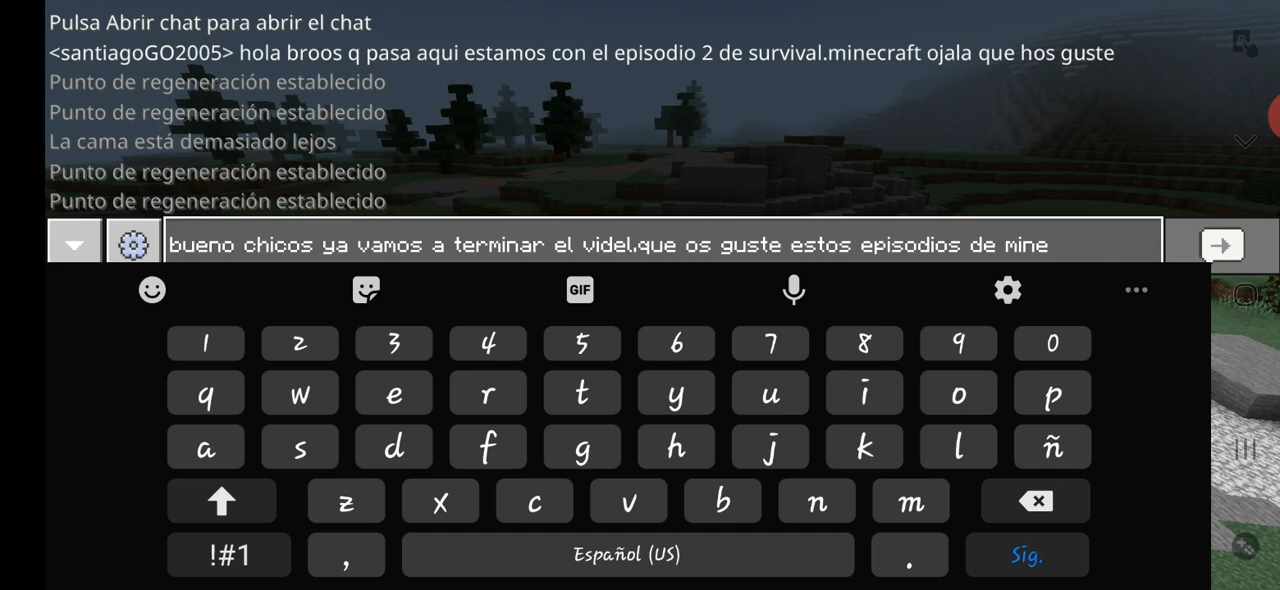 Pulsa Abrir chat para abrir el chat
<santiagoGO2005> hola broos q pasa aqui estamos con el episodio 2 de survival.minecraft ojala que hos guste
Punto de regeneración establecido
Punto de regeneración establecido
La cama está demasiado lejos
Punto de regeneración establecido
Punto de regeneración establecido
bueno chicos ya vamos a terminar el videl.que os guste estos episodios de mine
GIF
1 2 3 4 5 6 7 8 9 0
q w e r t y u i o p
a s d f g h j k l ñ
z x c v b n m
!#1 , Español (US) . Sig.